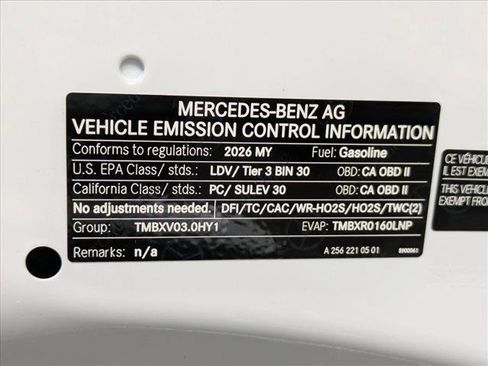 MERCEDES-BENZ AG
VEHICLE EMISSION CONTROL INFORMATION
Conforms to regulations: 2026 MY Fuel: Gasoline
U.S. EPA Class/ stds.: LDV/ Tier 3 BIN 30 OBD: CA OBD II
California Class/ stds.: PC/ SULEV 30 OBD: CA OBD II
No adjustments needed. DFI/TC/CAC/WR-HO2S/HO2S/TWC(2)
Group: TMBXV03.0HY1 EVAP: TMBXR0160LNP
Remarks: n/a A 256 221 05 01
CE VÉHICUL
IL EST EXEM
THIS VEHICL
IS EXEMPT F